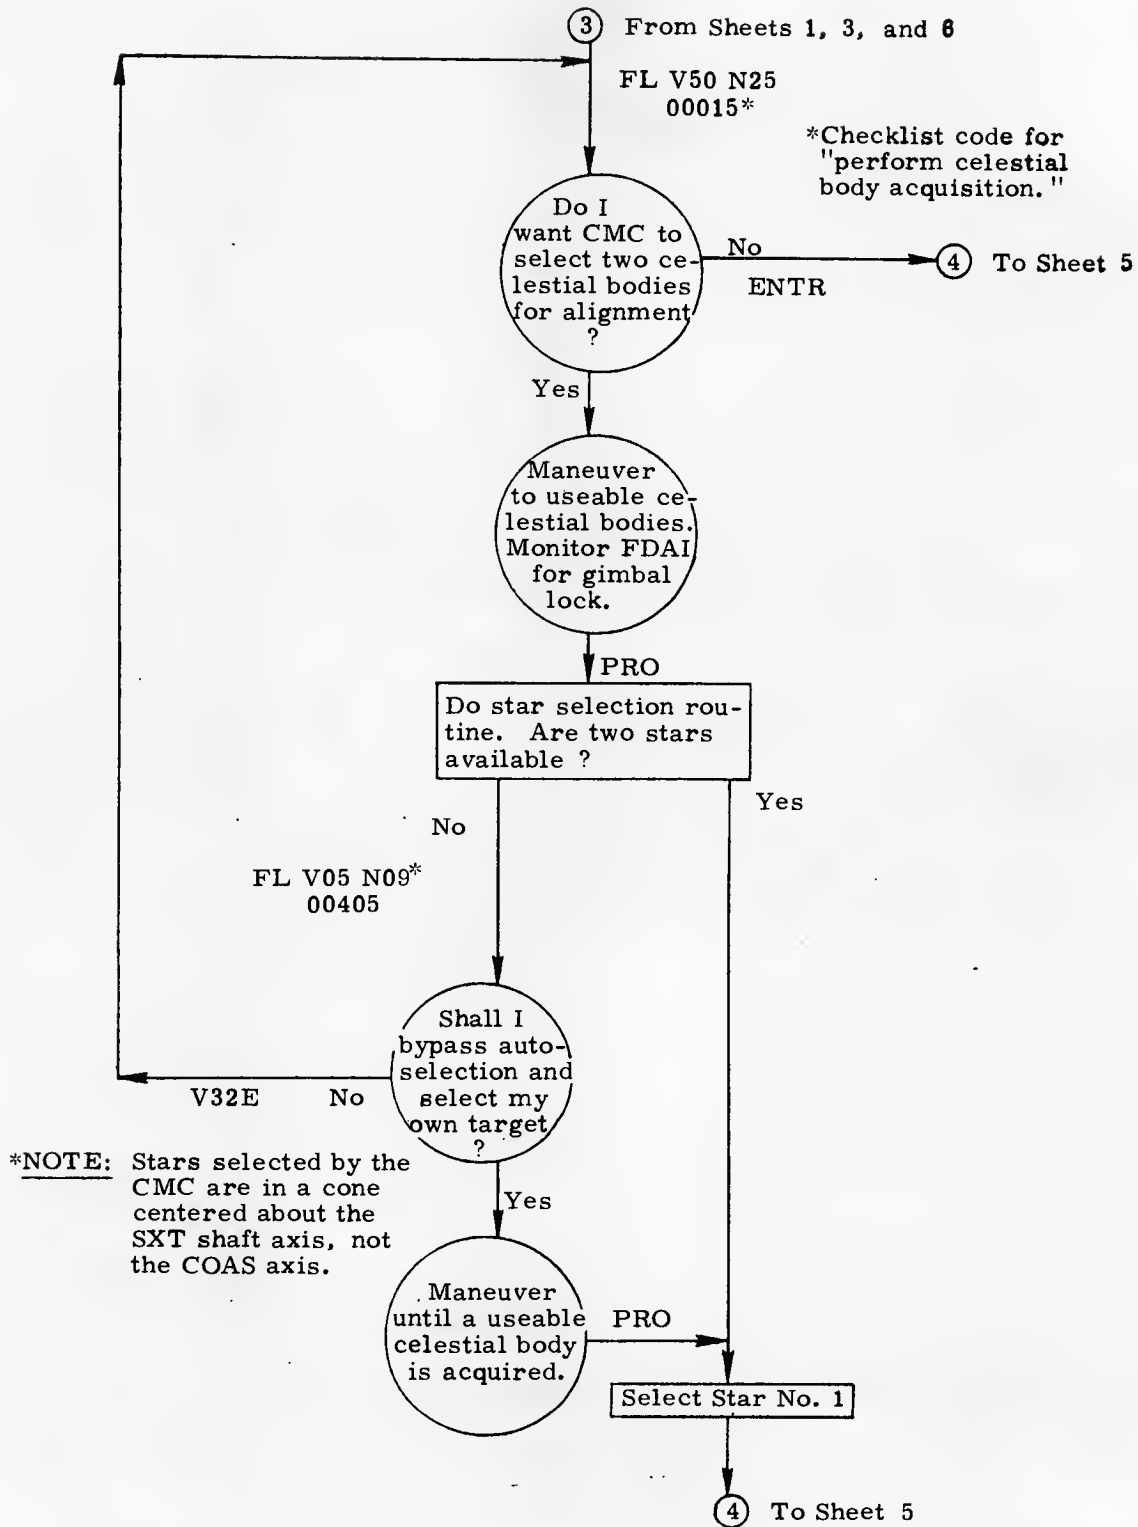 3 From Sheets 1, 3, and 6
FL V50 N25
00015*
*Checklist code for
"perform celestial
body acquisition."
Do I
want CMC to
select two ce-
lestial bodies
for alignment
?
No
ENTR
4 To Sheet 5
Yes
Maneuver
to useable ce-
lestial bodies.
Monitor FDAI
for gimbal
lock.
PRO
Do star selection rou-
tine. Are two stars
available ?
Yes
No
FL V05 N09*
00405
Shall I
bypass auto-
selection and
select my
own target
?
V32E No
*NOTE: Stars selected by the
CMC are in a cone
centered about the
SXT shaft axis, not
the COAS axis.
Yes
Maneuver
until a useable
celestial body
is acquired.
PRO
Select Star No. 1
4 To Sheet 5